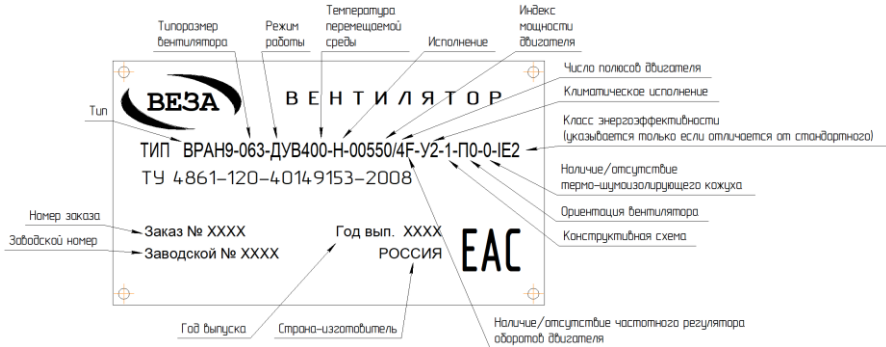 Типоразмер
вентилятора
Режим
работы
Температура
перемещаемой
среды
Исполнение
Индекс
мощности
двигателя
Число полюсов двигателя
Климатическое исполнение
Класс энергоэффективности
(указывается только если отличается от стандартного)
Тип
ВЕЗА
ВЕНТИЛЯТОР
ТИП ВРАН9-063-ДУВ400-Н-00550/4F-У2-1-П0-0-IE2
ТУ 4861-120-40149153-2008
Наличие/отсутствие
термо-шумоизолирующего кожуха
Ориентация вентилятора
Конструктивная схема
Номер заказа
Заводской номер
Заказ № XXXX
Год вып. XXXX
Заводской № XXXX
РОССИЯ
EAC
Год выпуска
Страна-изготовитель
Наличие/отсутствие частотного регулятора
оборотов двигателя